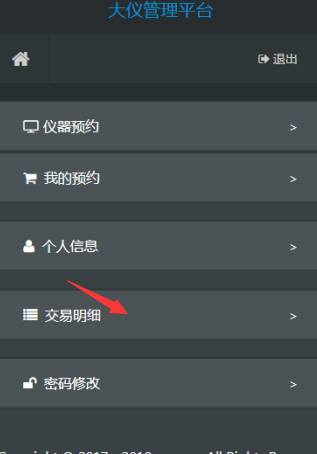 大仪管理平台
退出
仪器预约 >
我的预约 >
个人信息 >
交易明细 >
密码修改 >